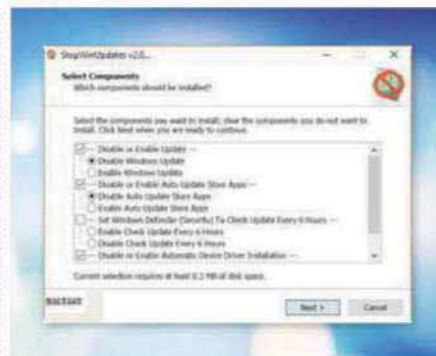 StopWinUpdates v2.0...
Select Components
Which components should be installed?
Select the components you want to install; clear the components you do not want to
install. Click Next when you are ready to continue.
--- Disable or Enable Update ---
Disable Windows Update
Enable Windows Update
--- Disable or Enable Auto Update Store Apps ---
Disable Auto Update Store Apps
Enable Auto Update Store Apps
--- Set Windows Defender (Security) To Check Update Every 6 Hours ---
Enable Check Update Every 6 Hours
Disable Check Update Every 6 Hours
--- Disable or Enable Automatic Device Driver Installation ---
Current selection requires at least 0.3 MB of disk space.
Next >
Cancel